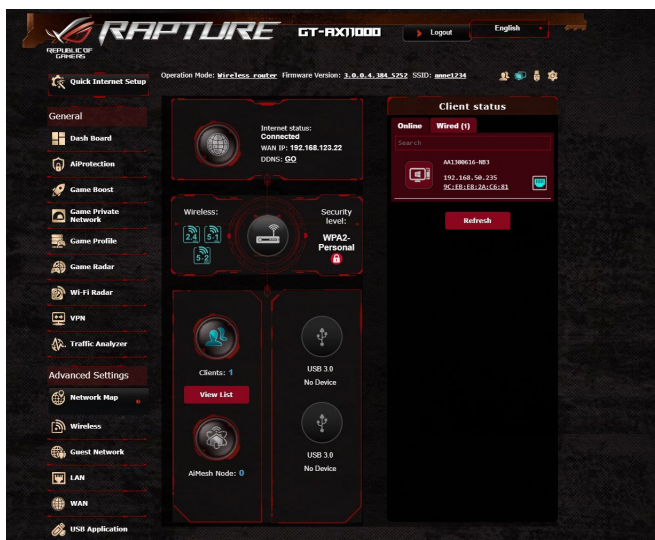 RAPTURE
REPUBLIC OF
GAMERS
GT-AX11000
Logout
English
Quick Internet Setup
Operation Mode: Wireless router Firmware Version: 3.0.0.4.384_5252 SSID: anne1234
General
Dash Board
AiProtection
Game Boost
Game Private
Network
Game Profile
Game Radar
Wi-Fi Radar
VPN
Traffic Analyzer
Advanced Settings
Network Map
Wireless
Guest Network
LAN
WAN
USB Application
Internet status:
Connected
WAN IP: 192.168.123.22
DDNS: GO
Wireless:
2.4
5-1
5-2
Security
level:
WPA2-
Personal
Clients: 1
View List
AiMesh Node: 0
USB 3.0
No Device
USB 3.0
No Device
Client status
Online
Wired (1)
Search
AA1300616-NB3
192.168.50.235
9C:EB:E8:2A:C6:81
Refresh